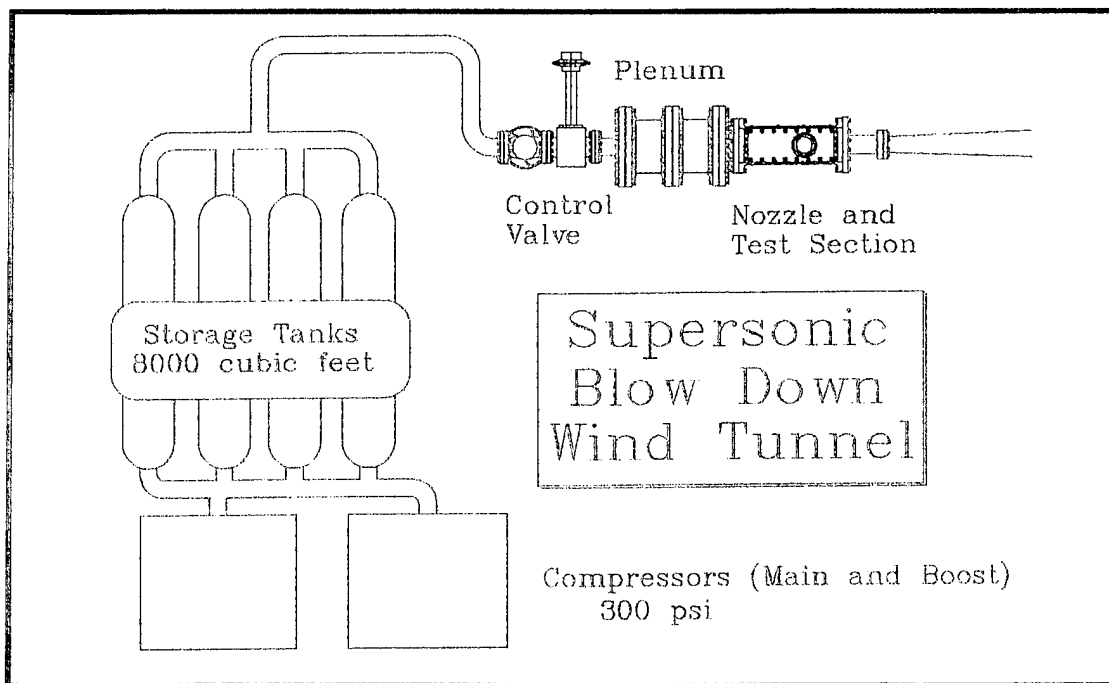 Plenum
Control
Valve
Nozzle and
Test Section
Storage Tanks
8000 cubic feet
Supersonic
Blow Down
Wind Tunnel
Compressors (Main and Boost)
300 psi